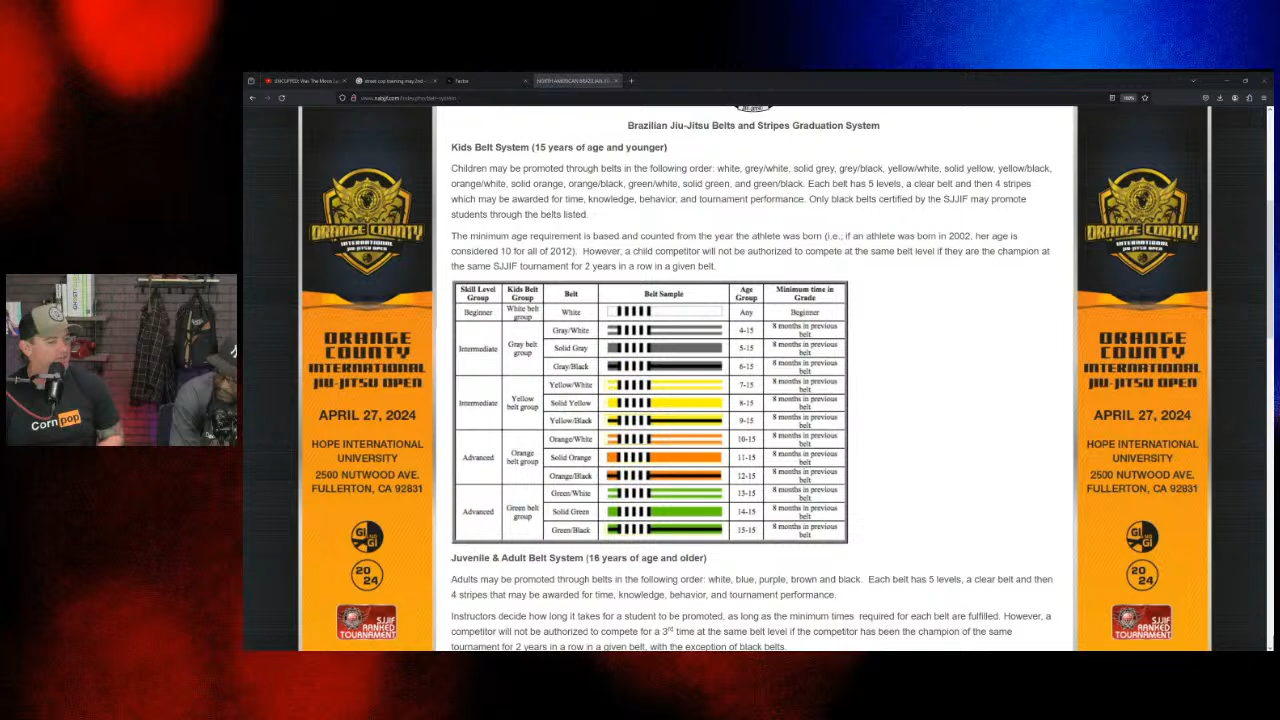 street cop training may 2nd
Factor
NORTH AMERICAN BRAZILIAN JI
Brazilian Jiu-Jitsu Belts and Stripes Graduation System
Kids Belt System (15 years of age and younger)
Children may be promoted through belts in the following order: white, grey/white, solid grey, grey/black, yellow/white, solid yellow, yellow/black,
orange/white, solid orange, orange/black, green/white, solid green, and green/black. Each belt has 5 levels, a clear belt and then 4 stripes
which may be awarded for time, knowledge, behavior, and tournament performance. Only black belts certified by the SJJIF may promote
students through the belts listed.
The minimum age requirement is based and counted from the year the athlete was born (i.e., if an athlete was born in 2002, her age is
considered 10 for all of 2012). However, a child competitor will not be authorized to compete at the same belt level if they are the champion at
the same SJJIF tournament for 2 years in a row in a given belt.
Skill Level Group Kids Belt Group Belt Belt Sample Age Group Minimum time in Grade
Beginner White belt group White Any Beginner
Intermediate Gray belt group Gray/White 4-15 8 months in previous belt
Solid Gray 5-15 8 months in previous belt
Gray/Black 6-15 8 months in previous belt
Intermediate Yellow belt group Yellow/White 7-15 8 months in previous belt
Solid Yellow 8-15 8 months in previous belt
Yellow/Black 9-15 8 months in previous belt
Advanced Orange belt group Orange/White 10-15 8 months in previous belt
Solid Orange 11-15 8 months in previous belt
Orange/Black 12-15 8 months in previous belt
Advanced Green belt group Green/White 13-15 8 months in previous belt
Solid Green 14-15 8 months in previous belt
Green/Black 15-15 8 months in previous belt
Juvenile & Adult Belt System (16 years of age and older)
Adults may be promoted through belts in the following order: white, blue, purple, brown and black. Each belt has 5 levels, a clear belt and then
4 stripes that may be awarded for time, knowledge, behavior, and tournament performance.
Instructors decide how long it takes for a student to be promoted, as long as the minimum times required for each belt are fulfilled. However, a
competitor will not be authorized to compete for a 3rd time at the same belt level if the competitor has been the champion of the same
tournament for 2 years in a row in a given belt, with the exception of black belts.
ORANGE COUNTY
INTERNATIONAL
JIU-JITSU OPEN
ORANGE
COUNTY
INTERNATIONAL
JIU-JITSU OPEN
APRIL 27, 2024
HOPE INTERNATIONAL
UNIVERSITY
2500 NUTWOOD AVE.
FULLERTON, CA 92831
GI
NO GI
20
24
SJJIF
RANKED
TOURNAMENT
ORANGE COUNTY
INTERNATIONAL
JIU-JITSU OPEN
ORANGE
COUNTY
INTERNATIONAL
JIU-JITSU OPEN
APRIL 27, 2024
HOPE INTERNATIONAL
UNIVERSITY
2500 NUTWOOD AVE.
FULLERTON, CA 92831
GI
NO GI
20
24
SJJIF
RANKED
TOURNAMENT
Corn pop